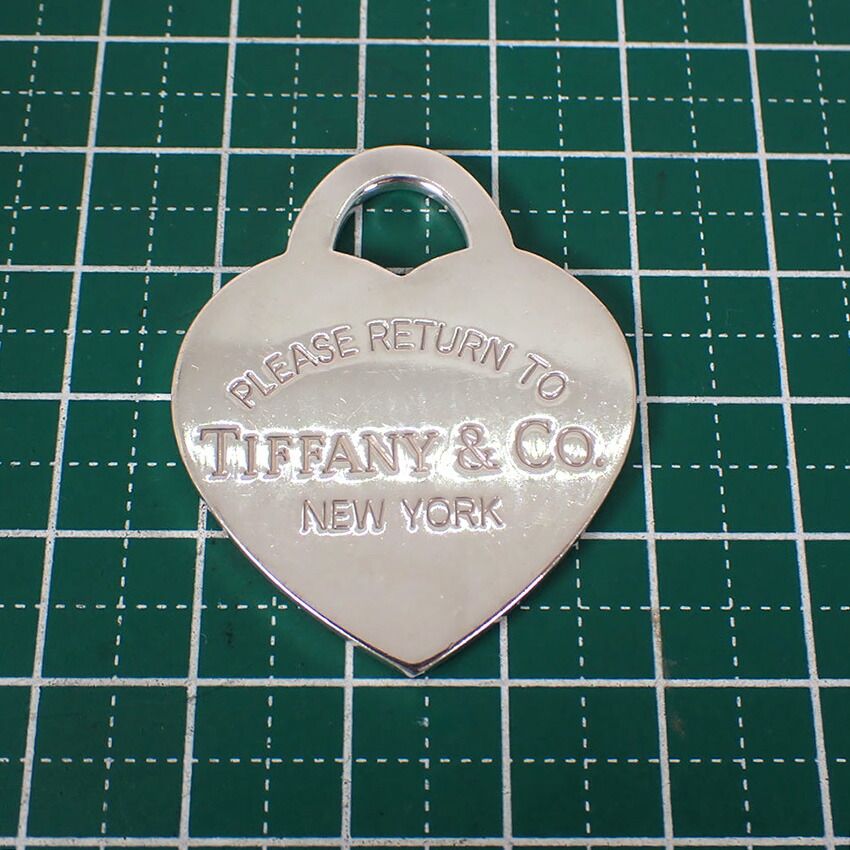 PLEASE RETURN TO
TIFFANY & CO.
NEW YORK